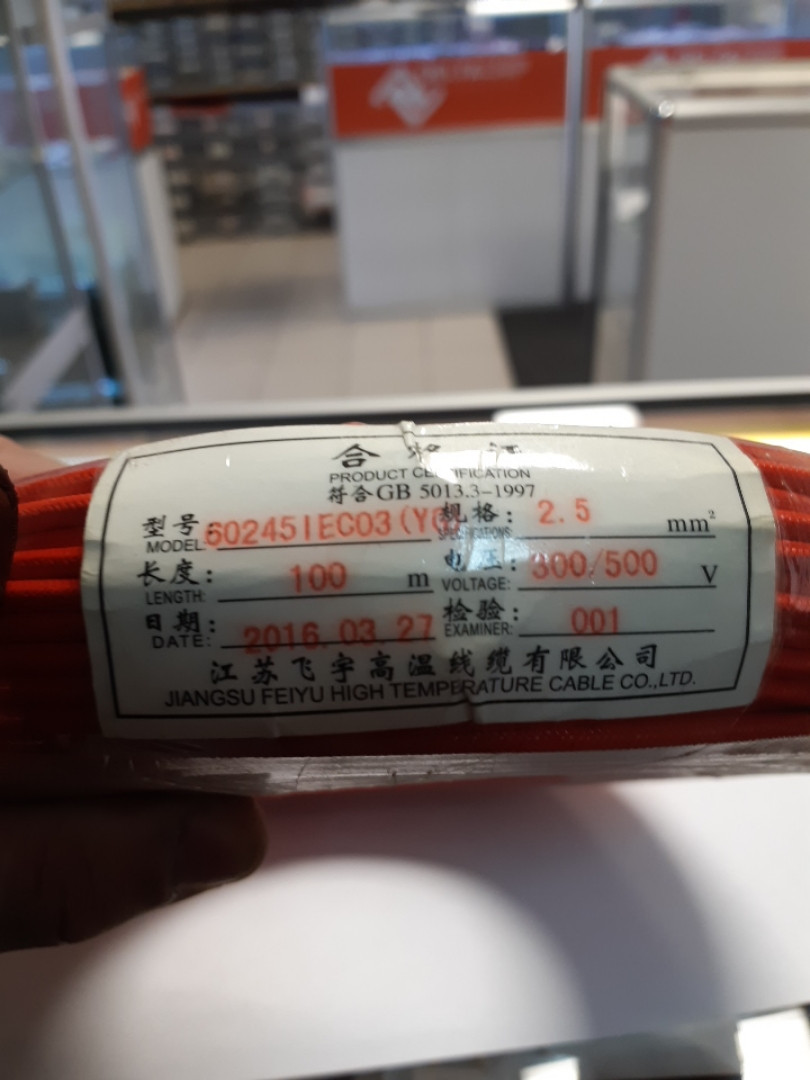 合格证
PRODUCT CERTIFICATION
符合GB 5013.3-1997
型号: 60245IEC03(YG 规格: 2.5 mm²
MODEL: SPECIFICATIONS:
长度: 100 m 电压: 300/500 V
LENGTH: VOLTAGE:
日期: 2016.03.27 检验: 001
DATE: EXAMINER:
江苏飞宇高温线缆有限公司
JIANGSU FEIYU HIGH TEMPERATURE CABLE CO.,LTD.